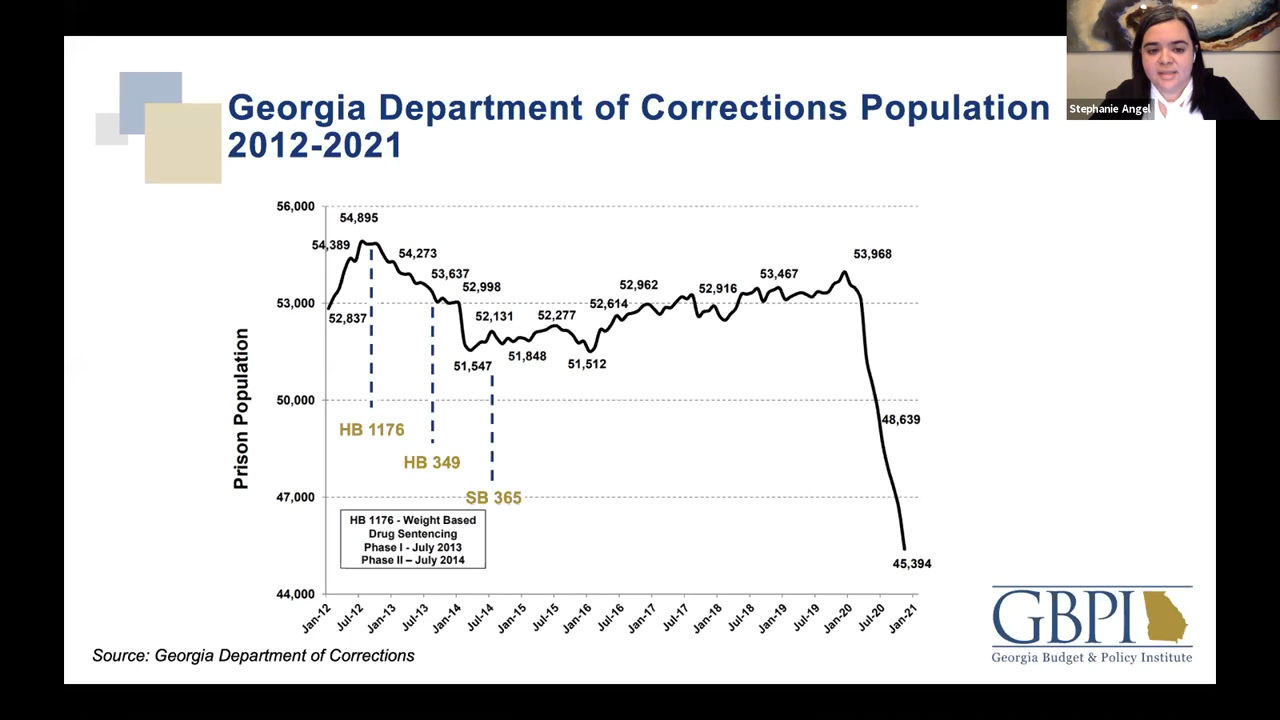 Stephanie Angel
Georgia Department of Corrections Population
2012-2021
Prison Population
56,000
53,000
50,000
47,000
44,000
54,895
54,389
52,837
54,273
53,637
52,998
52,131
51,547
51,848
52,277
51,512
52,614
52,962
52,916
53,467
53,968
48,639
45,394
HB 1176
HB 349
SB 365
HB 1176 - Weight Based
Drug Sentencing
Phase I - July 2013
Phase II – July 2014
Jan-12
Jul-12
Jan-13
Jul-13
Jan-14
Jul-14
Jan-15
Jul-15
Jan-16
Jul-16
Jan-17
Jul-17
Jan-18
Jul-18
Jan-19
Jul-19
Jan-20
Jul-20
Jan-21
Source: Georgia Department of Corrections
GBPI
Georgia Budget & Policy Institute